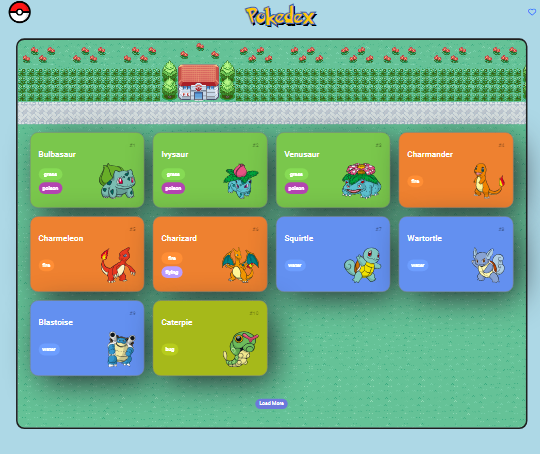 Pokedex
#1
Bulbasaur
grass
poison
#2
Ivysaur
grass
poison
#3
Venusaur
grass
poison
#4
Charmander
fire
#5
Charmeleon
fire
#6
Charizard
fire
flying
#7
Squirtle
water
#8
Wartortle
water
#9
Blastoise
water
#10
Caterpie
bug
Load More